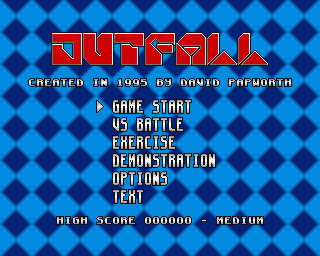 OUTFALL
CREATED IN 1995 BY DAVID PAPWORTH
GAME START
VS BATTLE
EXERCISE
DEMONSTRATION
OPTIONS
TEXT
HIGH SCORE 000000 - MEDIUM